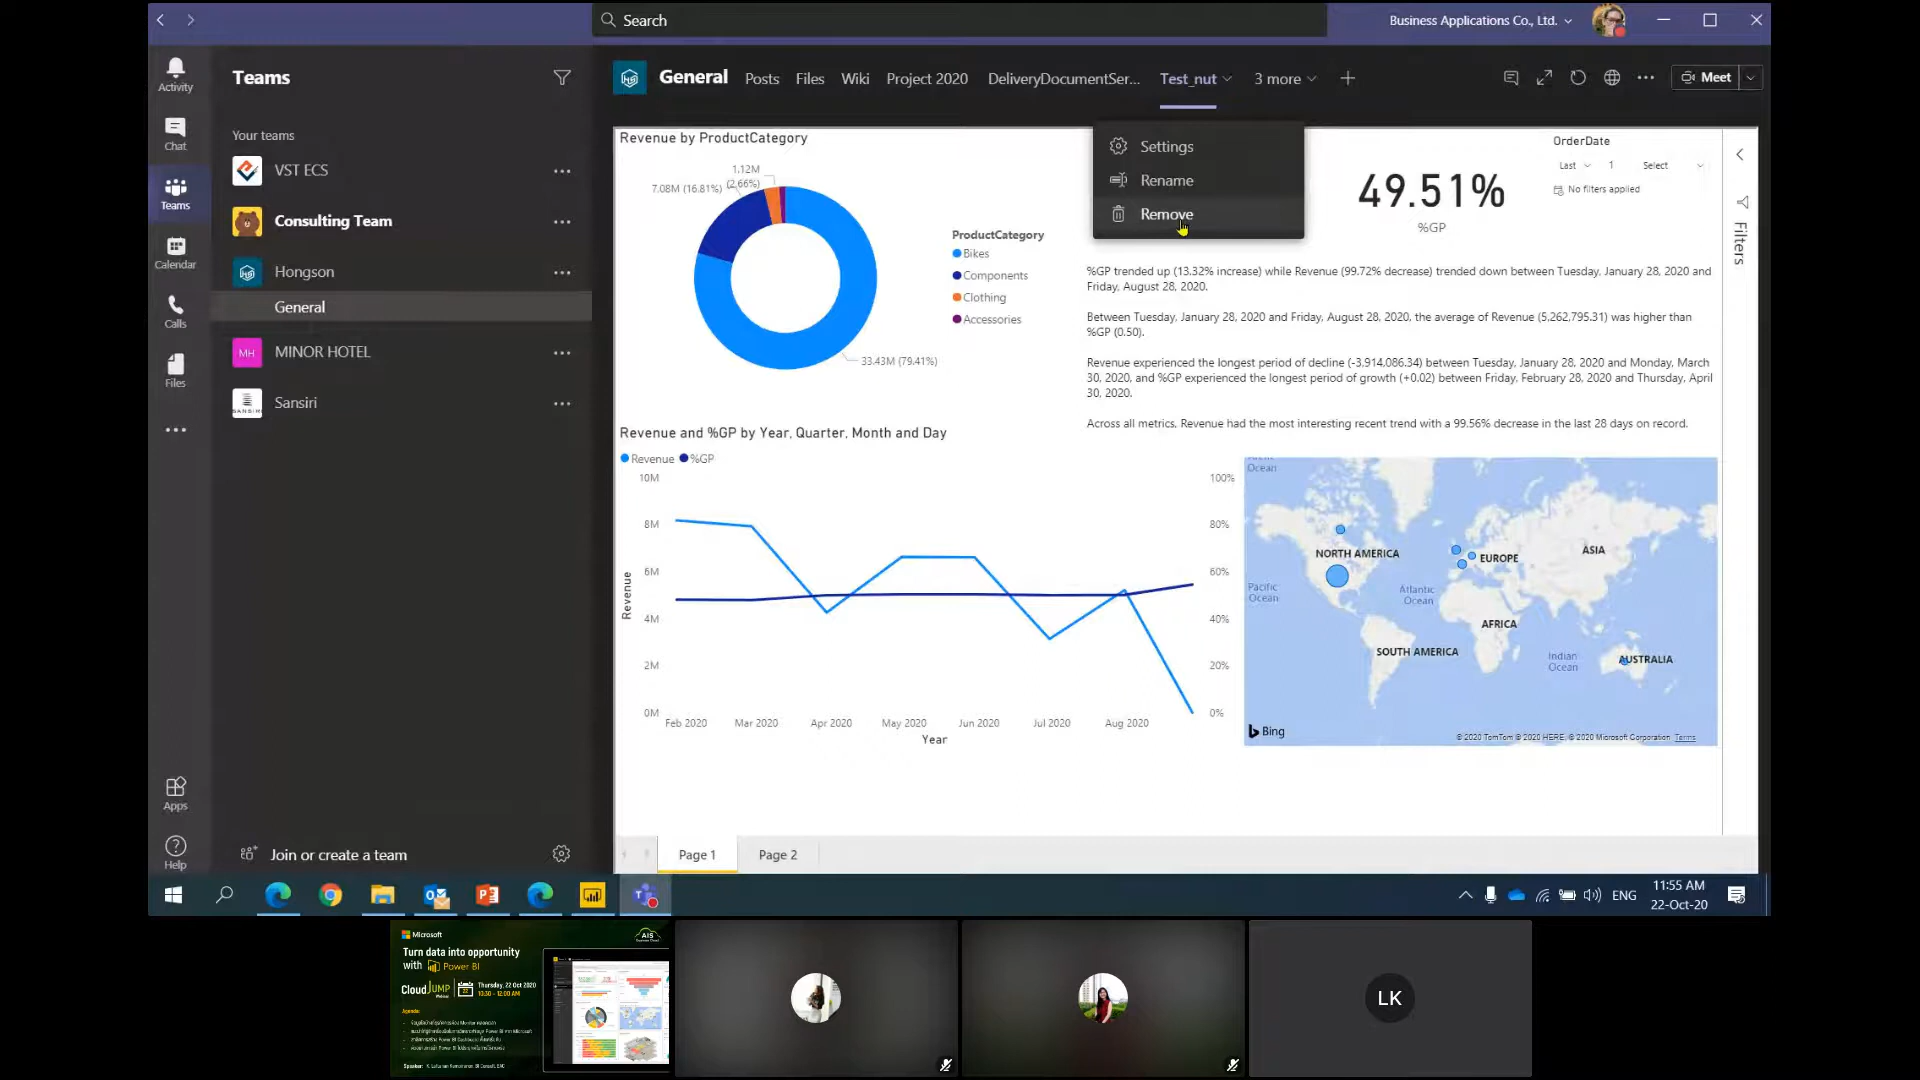 Search
Business Applications Co., Ltd.
Activity
Chat
Teams
Calendar
Calls
Files
Apps
Help
Teams
Your teams
VST ECS
Consulting Team
Hongson
General
MH
MINOR HOTEL
SANSIRI
Sansiri
Join or create a team
General Posts Files Wiki Project 2020 DeliveryDocumentSer... Test_nut 3 more
Meet
Settings
Rename
Remove
Revenue by ProductCategory
1.12M
(2.66%)
7.08M (16.81%)
33.43M (79.41%)
ProductCategory
Bikes
Components
Clothing
Accessories
49.51%
%GP
OrderDate
Last 1 Select
No filters applied
Filters
%GP trended up (13.32% increase) while Revenue (99.72% decrease) trended down between Tuesday, January 28, 2020 and
Friday, August 28, 2020.
Between Tuesday, January 28, 2020 and Friday, August 28, 2020, the average of Revenue (5,262,795.31) was higher than
%GP (0.50).
Revenue experienced the longest period of decline (-3,914,086.34) between Tuesday, January 28, 2020 and Monday, March
30, 2020, and %GP experienced the longest period of growth (+0.02) between Friday, February 28, 2020 and Thursday, April
30, 2020.
Across all metrics, Revenue had the most interesting recent trend with a 99.56% decrease in the last 28 days on record.
Revenue and %GP by Year, Quarter, Month and Day
Revenue %GP
10M
8M
6M
4M
2M
0M
Revenue
100%
80%
60%
40%
20%
0%
Feb 2020 Mar 2020 Apr 2020 May 2020 Jun 2020 Jul 2020 Aug 2020
Year
Ocean
NORTH AMERICA
EUROPE
ASIA
Pacific
Ocean
Atlantic
Ocean
AFRICA
SOUTH AMERICA
Indian
Ocean
AUSTRALIA
Bing
© 2020 TomTom © 2020 HERE, © 2020 Microsoft Corporation Terms
Page 1 Page 2
ENG
11:55 AM
22-Oct-20
Microsoft
AIS
Turn data into opportunity
with Power BI
CloudJUMP
Webinar
22
Thursday, 22 Oct 2020
10:30 - 12:00 AM
Agenda:
LK